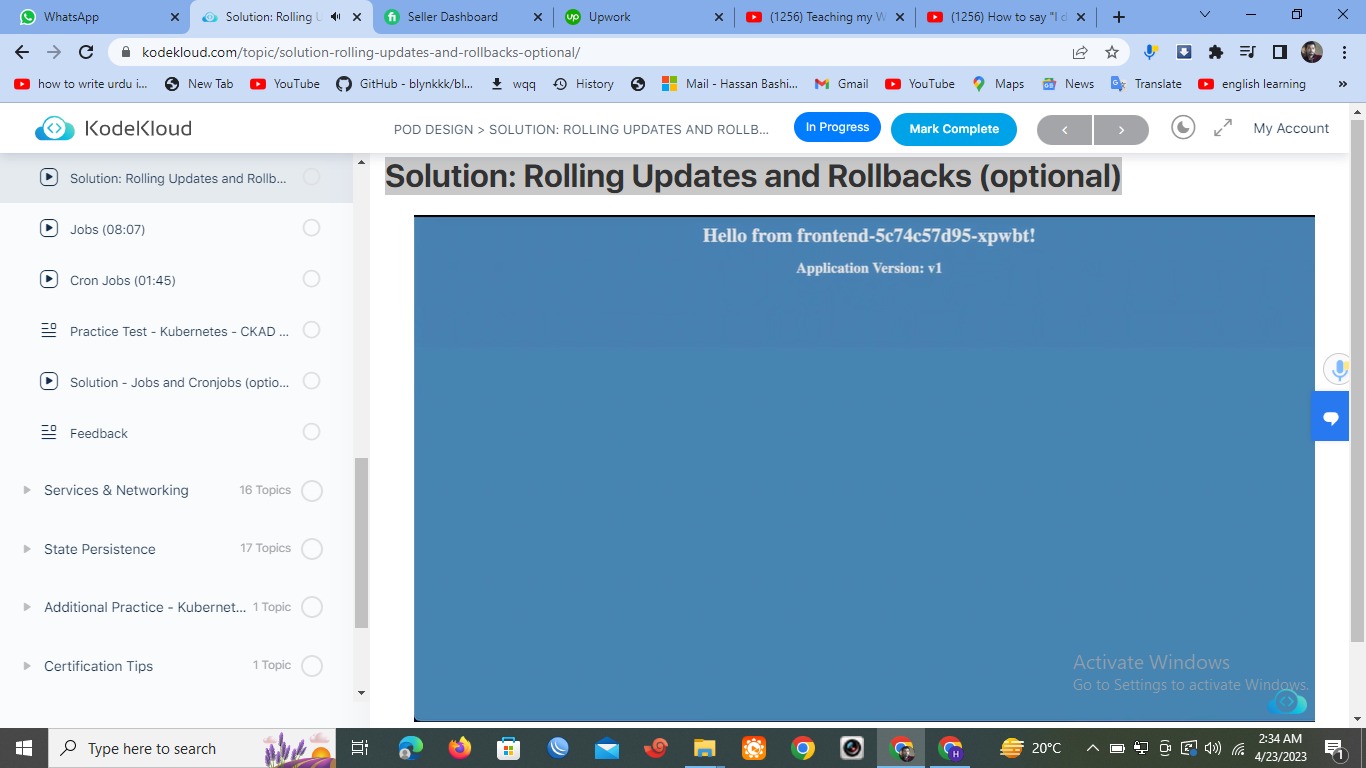 WhatsApp
Solution: Rolling U
Seller Dashboard
Upwork
(1256) Teaching my W
(1256) How to say "I d
kodekloud.com/topic/solution-rolling-updates-and-rollbacks-optional/
how to write urdu i...
New Tab
YouTube
GitHub - blynkkk/bl...
wqq
History
Mail - Hassan Bashi...
Gmail
YouTube
Maps
News
Translate
english learning
»
KodeKloud
POD DESIGN > SOLUTION: ROLLING UPDATES AND ROLLB...
In Progress
Mark Complete
My Account
Solution: Rolling Updates and Rollb...
Jobs (08:07)
Cron Jobs (01:45)
Practice Test - Kubernetes - CKAD ...
Solution - Jobs and Cronjobs (optio...
Feedback
Services & Networking 16 Topics
State Persistence 17 Topics
Additional Practice - Kubernet... 1 Topic
Certification Tips 1 Topic
Solution: Rolling Updates and Rollbacks (optional)
Hello from frontend-5c74c57d95-xpwbt!
Application Version: v1
Activate Windows
Go to Settings to activate Windows.
Type here to search
20°C
2:34 AM
4/23/2023
1